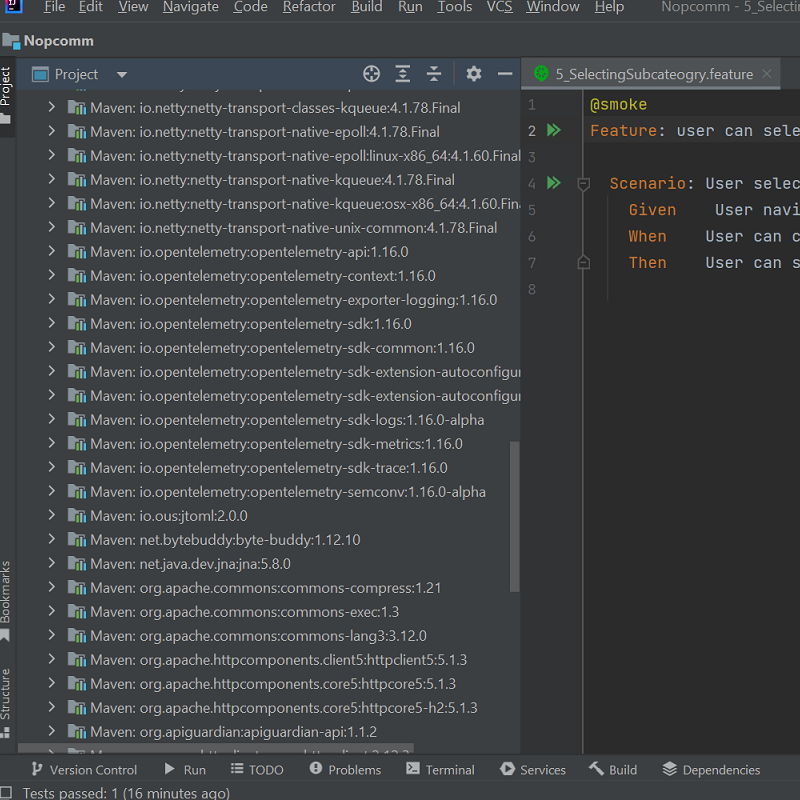 File Edit View Navigate Code Refactor Build Run Tools VCS Window Help Nopcomm - 5_Selectin
Nopcomm
Project
Project
5_SelectingSubcateogry.feature
Maven: io.netty:netty-transport-classes-kqueue:4.1.78.Final
Maven: io.netty:netty-transport-native-epoll:4.1.78.Final
Maven: io.netty:netty-transport-native-epoll:linux-x86_64:4.1.60.Final
Maven: io.netty:netty-transport-native-kqueue:4.1.78.Final
Maven: io.netty:netty-transport-native-kqueue:osx-x86_64:4.1.60.Fina
Maven: io.netty:netty-transport-native-unix-common:4.1.78.Final
Maven: io.opentelemetry:opentelemetry-api:1.16.0
Maven: io.opentelemetry:opentelemetry-context:1.16.0
Maven: io.opentelemetry:opentelemetry-exporter-logging:1.16.0
Maven: io.opentelemetry:opentelemetry-sdk:1.16.0
Maven: io.opentelemetry:opentelemetry-sdk-common:1.16.0
Maven: io.opentelemetry:opentelemetry-sdk-extension-autoconfigur
Maven: io.opentelemetry:opentelemetry-sdk-extension-autoconfigur
Maven: io.opentelemetry:opentelemetry-sdk-logs:1.16.0-alpha
Maven: io.opentelemetry:opentelemetry-sdk-metrics:1.16.0
Maven: io.opentelemetry:opentelemetry-sdk-trace:1.16.0
Maven: io.opentelemetry:opentelemetry-semconv:1.16.0-alpha
Maven: io.ous:jtoml:2.0.0
Maven: net.bytebuddy:byte-buddy:1.12.10
Maven: net.java.dev.jna:jna:5.8.0
Maven: org.apache.commons:commons-compress:1.21
Maven: org.apache.commons:commons-exec:1.3
Maven: org.apache.commons:commons-lang3:3.12.0
Maven: org.apache.httpcomponents.client5:httpclient5:5.1.3
Maven: org.apache.httpcomponents.core5:httpcore5:5.1.3
Maven: org.apache.httpcomponents.core5:httpcore5-h2:5.1.3
Maven: org.apiguardian:apiguardian-api:1.1.2
1 @smoke
2 Feature: user can sele
3
4 Scenario: User selec
5 Given User navi
6 When User can c
7 Then User can s
8
Bookmarks
Structure
Version Control Run TODO Problems Terminal Services Build Dependencies
Tests passed: 1 (16 minutes ago)